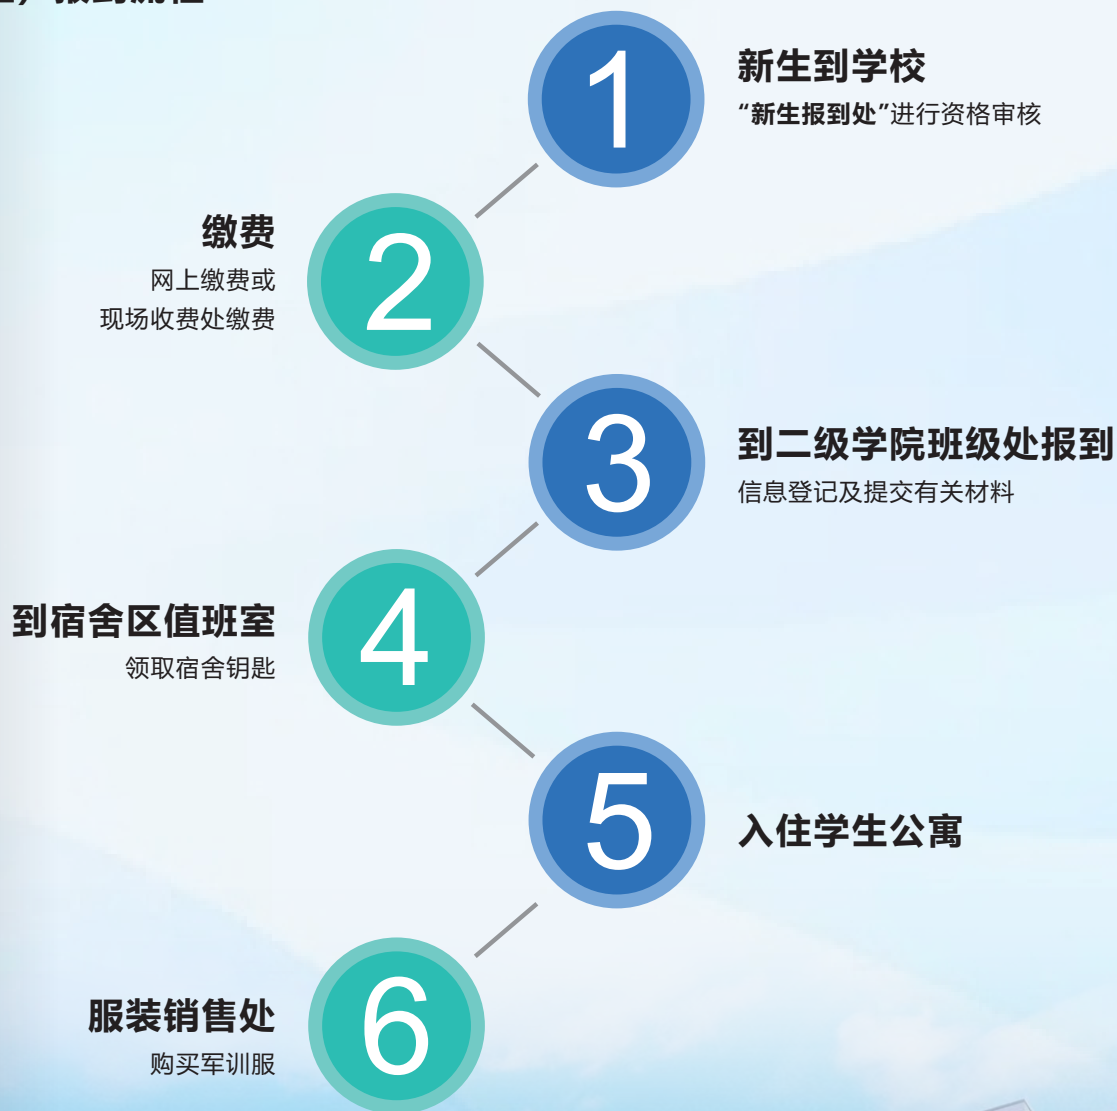 报到流程
1
新生到学校
“新生报到处”进行资格审核
2
缴费
网上缴费或
现场收费处缴费
3
到二级学院班级处报到
信息登记及提交有关材料
4
到宿舍区值班室
领取宿舍钥匙
5
入住学生公寓
6
服装销售处
购买军训服